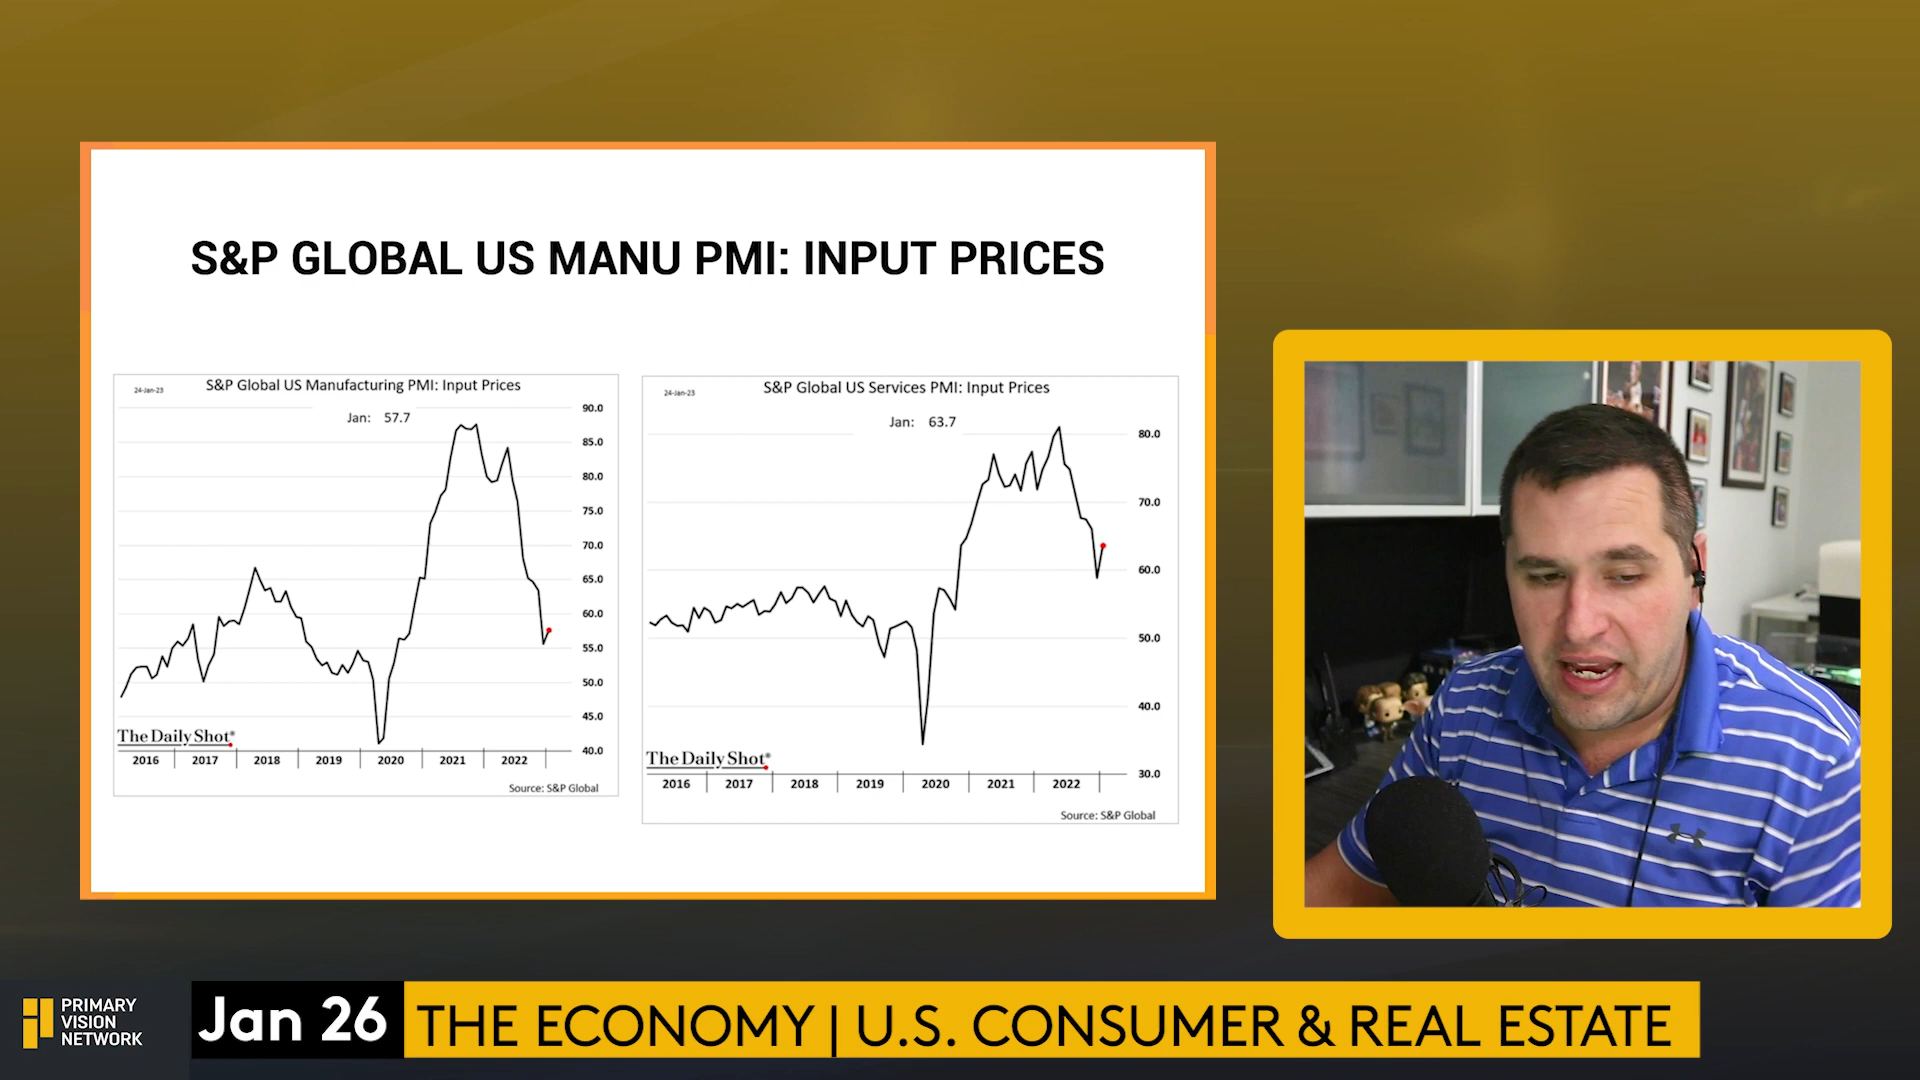 S&P GLOBAL US MANU PMI: INPUT PRICES
24-Jan-23
S&P Global US Manufacturing PMI: Input Prices
Jan: 57.7
90.0
85.0
80.0
75.0
70.0
65.0
60.0
55.0
50.0
45.0
40.0
The Daily Shot®
2016 2017 2018 2019 2020 2021 2022
Source: S&P Global
24-Jan-23
S&P Global US Services PMI: Input Prices
Jan: 63.7
80.0
70.0
60.0
50.0
40.0
30.0
The Daily Shot®
2016 2017 2018 2019 2020 2021 2022
Source: S&P Global
PRIMARY
VISION
NETWORK
Jan 26
THE ECONOMY | U.S. CONSUMER & REAL ESTATE